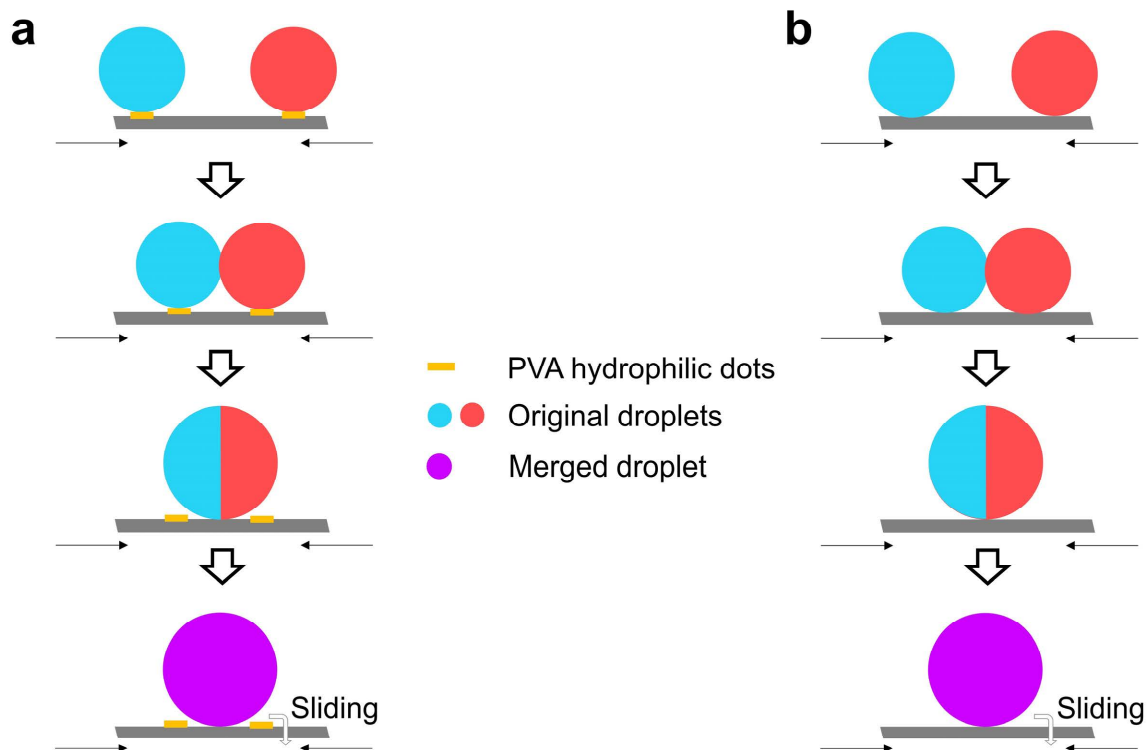 a
b
PVA hydrophilic dots
Original droplets
Merged droplet
Sliding
Sliding